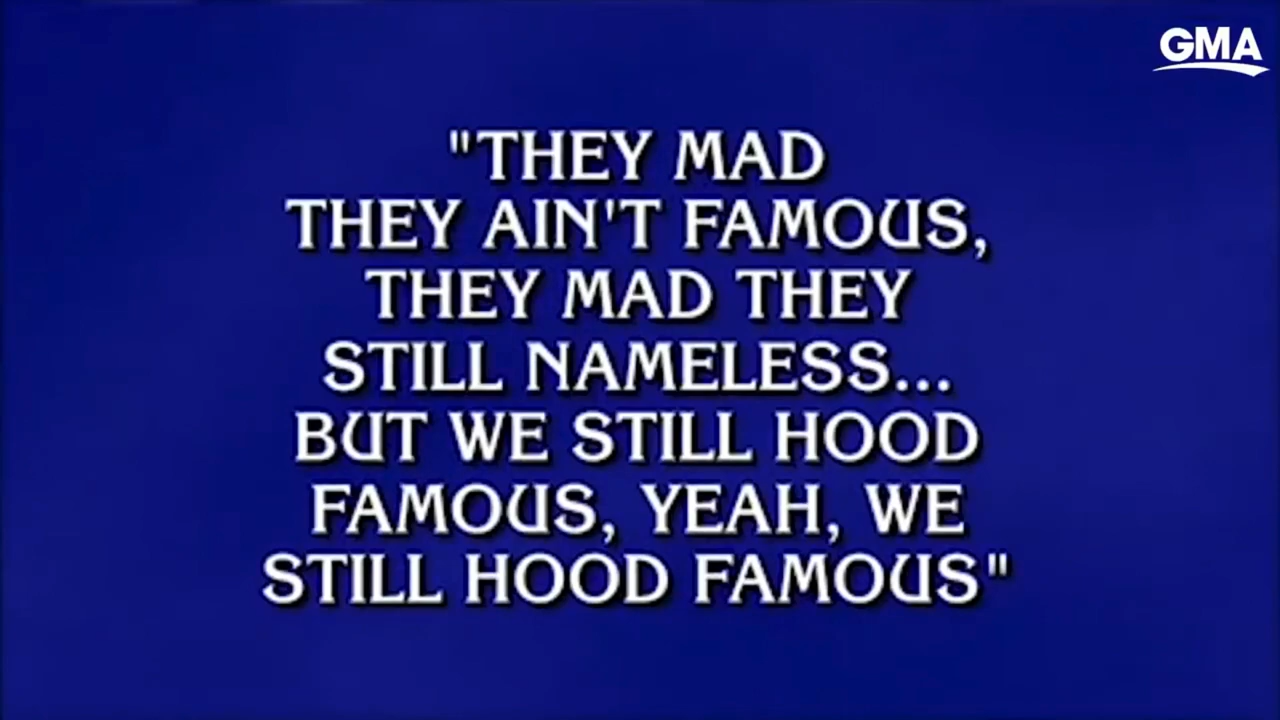 GMA
"THEY MAD
THEY AIN'T FAMOUS,
THEY MAD THEY
STILL NAMELESS...
BUT WE STILL HOOD
FAMOUS, YEAH, WE
STILL HOOD FAMOUS"